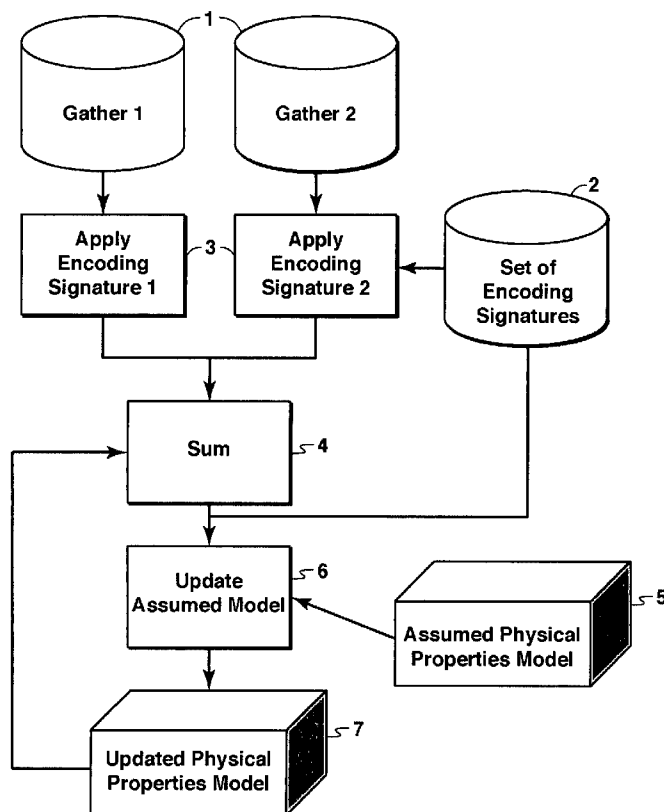 1
Gather 1
Gather 2
2
Apply
Encoding
Signature 1
3
Apply
Encoding
Signature 2
Set of
Encoding
Signatures
Sum
4
Update
Assumed Model
6
Assumed Physical
Properties Model
5
Updated Physical
Properties Model
7